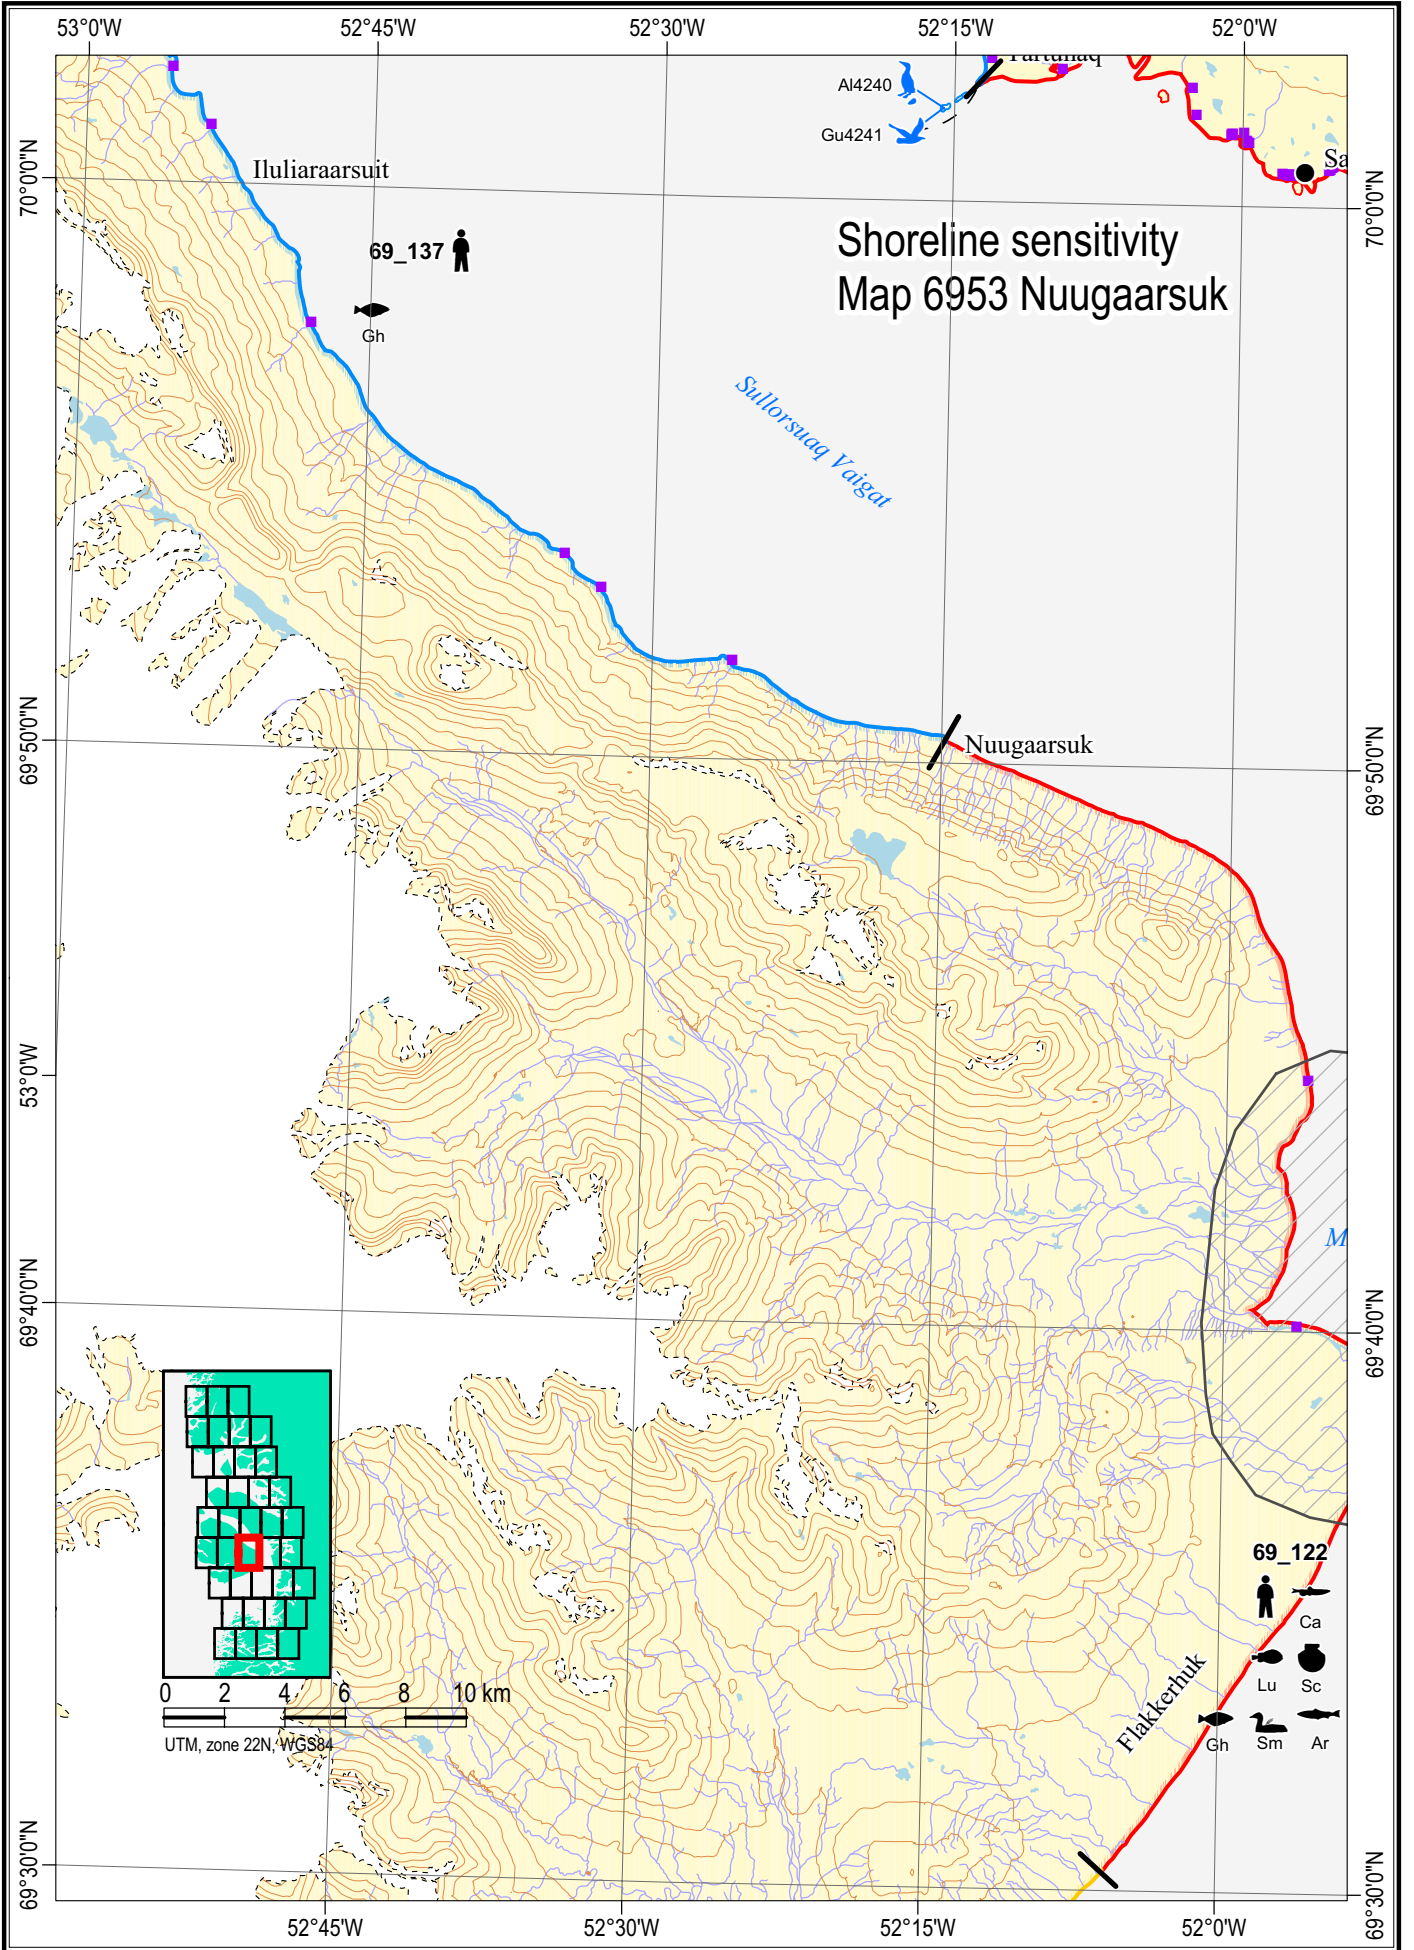 53°0'W 52°45'W 52°30'W 52°15'W 52°0'W
Al4240
Gu4241
Sa
Iluliaraarsuit
70°0'0"N
70°0'0"N
69_137
Gh
Shoreline sensitivity
Map 6953 Nuugaarsuk
Sullorsuaq Vaigat
Nuugaarsuk
69°50'0"N
69°50'0"N
53°0'W
M
69°40'0"N
69°40'0"N
69_122
Ca
Lu Sc
Gh Sm Ar
Flakkerhuk
0 2 4 6 8 10 km
UTM, zone 22N, WGS84
69°30'0"N
69°30'0"N
52°45'W 52°30'W 52°15'W 52°0'W